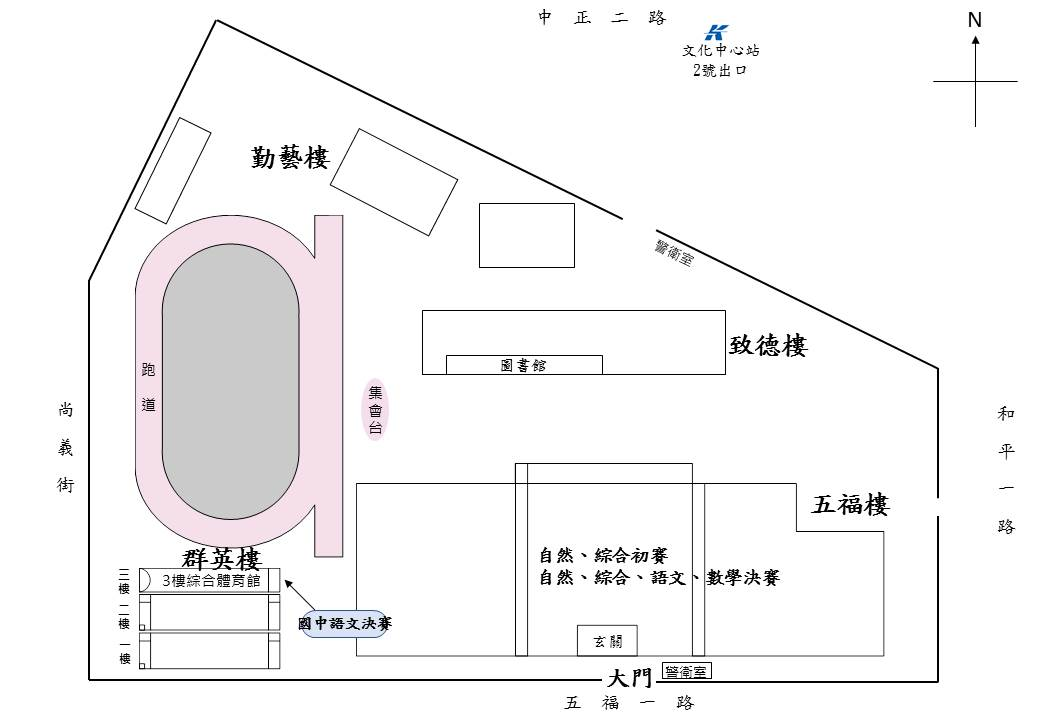 中正二路
N
文化中心站
2號出口
勤藝樓
警衛室
致德樓
圖書館
跑道
集會台
尚義街
和平一路
五福樓
自然、綜合初賽
自然、綜合、語文、數學決賽
群英樓
三樓
3樓綜合體育館
二樓
國中語文決賽
一樓
玄關
大門
警衛室
五福一路